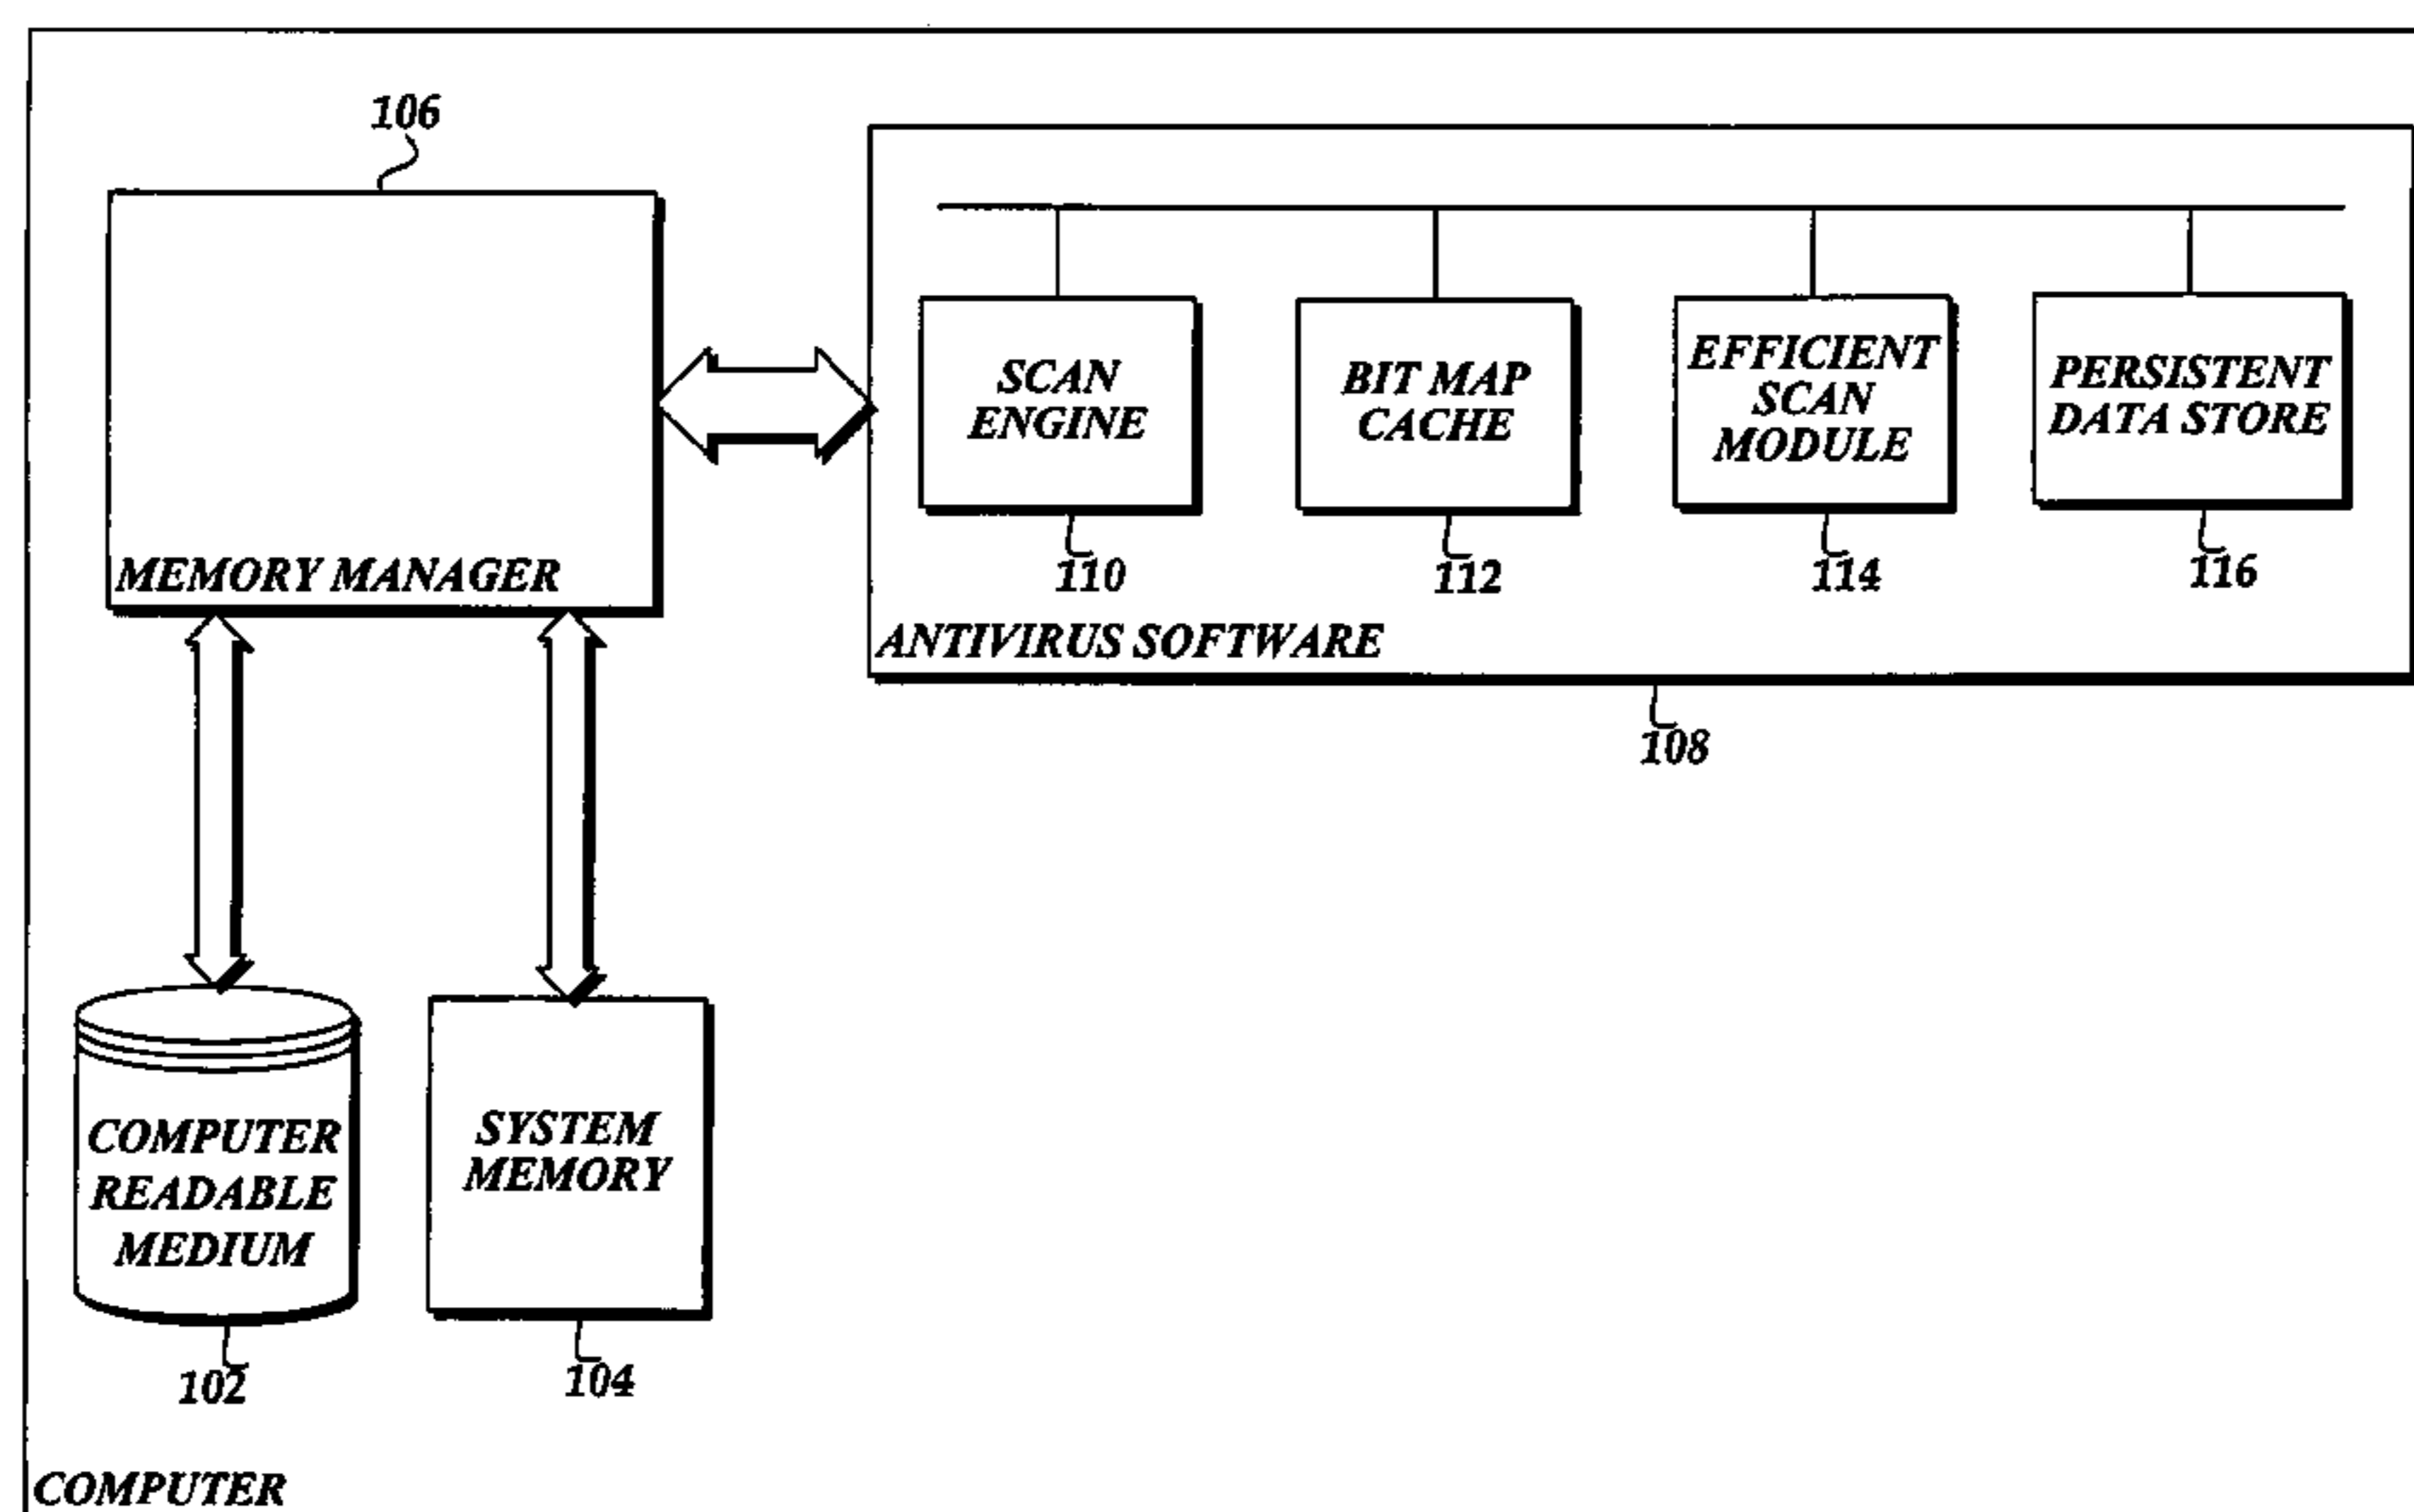 106
MEMORY MANAGER
SCAN
ENGINE
110
BIT MAP
CACHE
112
EFFICIENT
SCAN
MODULE
114
PERSISTENT
DATA STORE
116
ANTIVIRUS SOFTWARE
108
COMPUTER
READABLE
MEDIUM
102
SYSTEM
MEMORY
104
COMPUTER